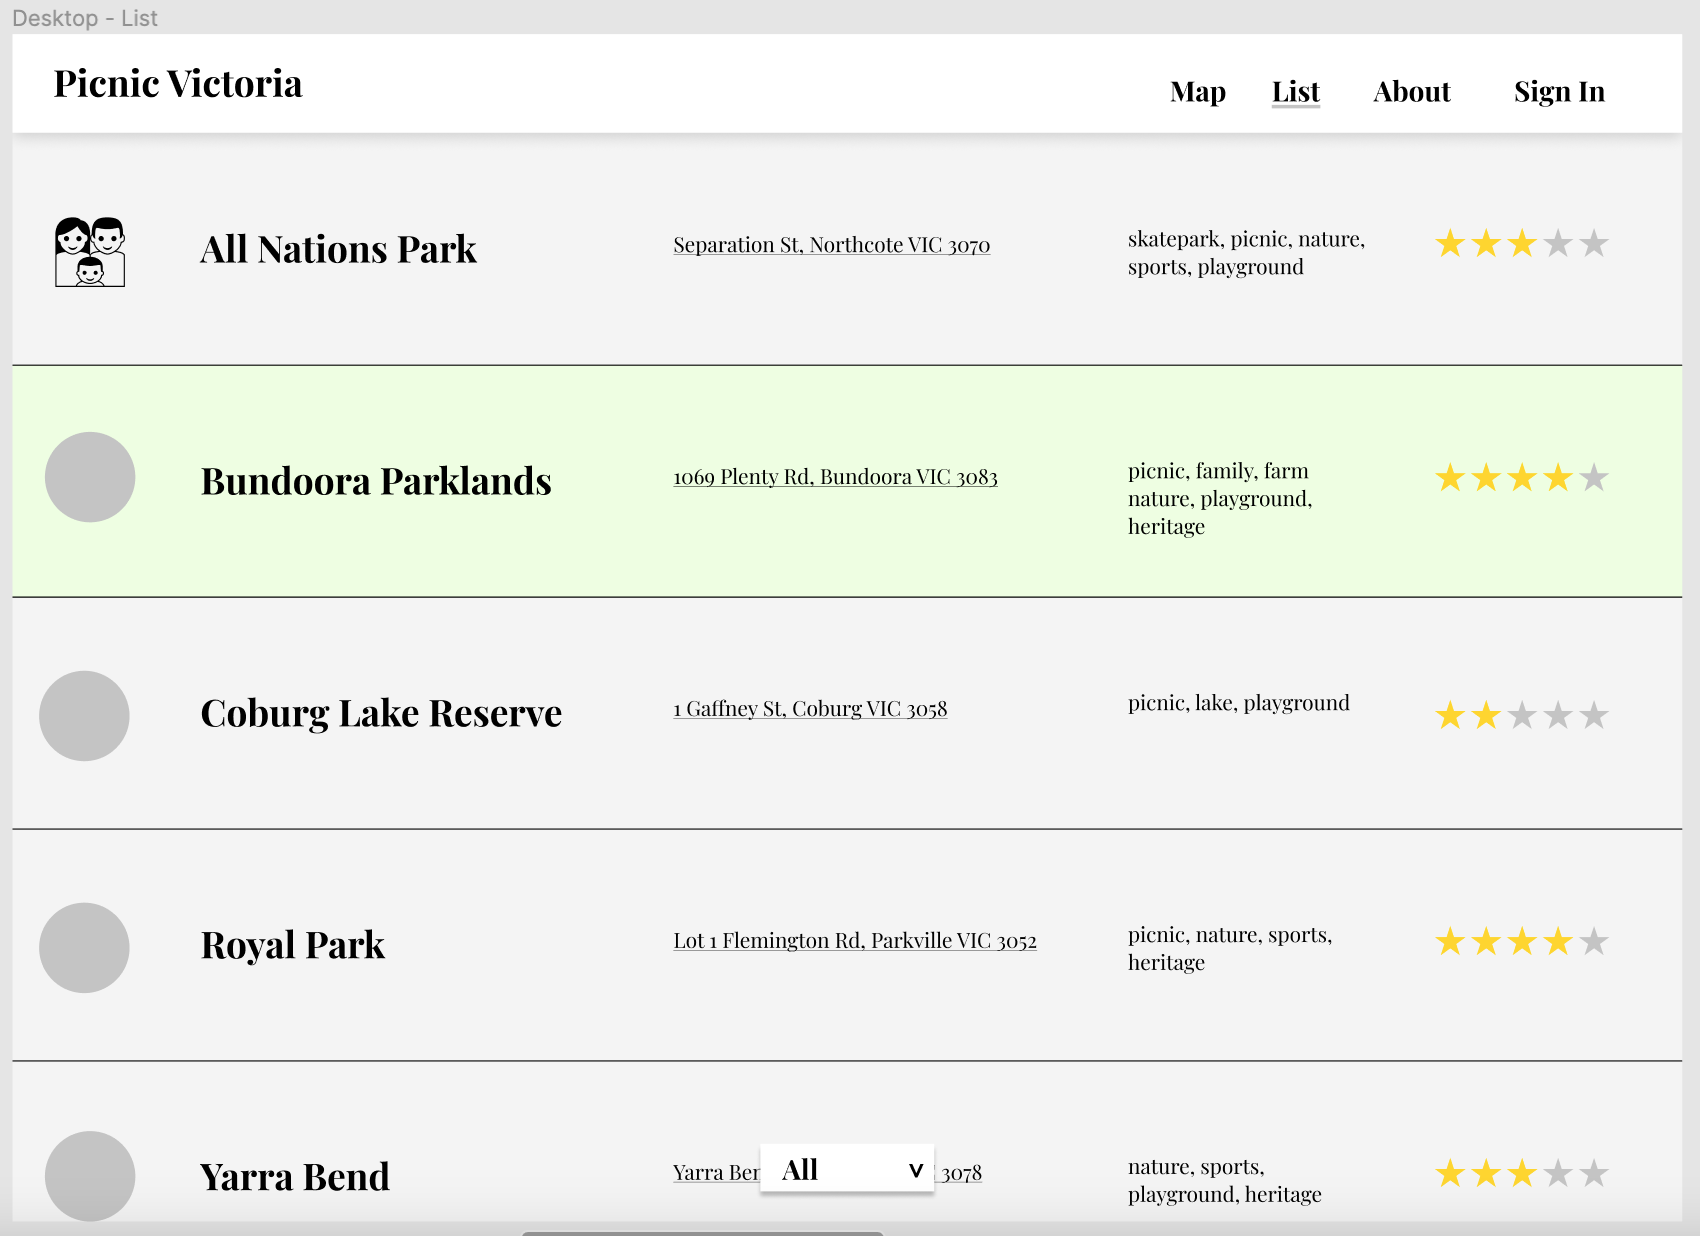 Desktop - List
Picnic Victoria
Map List About Sign In
All Nations Park
Separation St, Northcote VIC 3070
skatepark, picnic, nature,
sports, playground
Bundoora Parklands
1069 Plenty Rd, Bundoora VIC 3083
picnic, family, farm
nature, playground,
heritage
Coburg Lake Reserve
1 Gaffney St, Coburg VIC 3058
picnic, lake, playground
Royal Park
Lot 1 Flemington Rd, Parkville VIC 3052
picnic, nature, sports,
heritage
Yarra Bend
Yarra 3078
All v
nature, sports,
playground, heritage